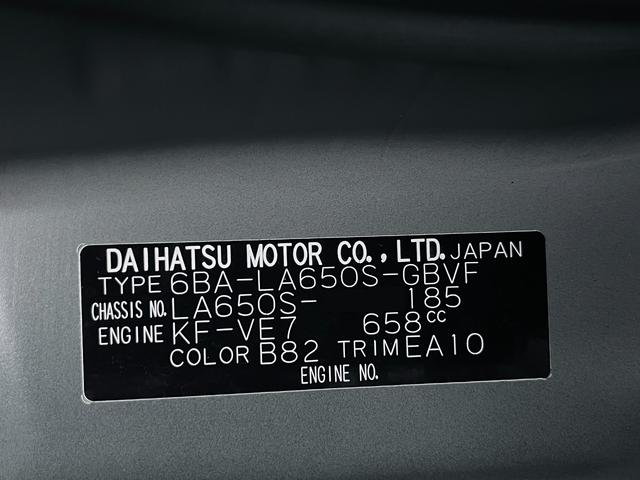 DAIHATSU MOTOR CO., LTD. JAPAN
TYPE 6BA-LA650S-GBVF
CHASSIS NO. LA650S- 185
ENGINE KF-VE7 658cc
COLOR B82 TRIM EA10
ENGINE NO.